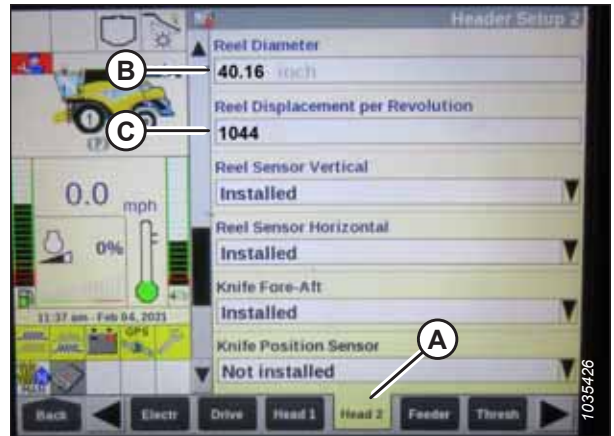 Header Setup 2
Reel Diameter
B
40.16 inch
Reel Displacement per Revolution
C
1044
Reel Sensor Vertical
Installed
Reel Sensor Horizontal
Installed
Knife Fore-Aft
Installed
Knife Position Sensor
Not installed
A
0.0 mph
0%
11:37 am - Feb 04, 2021
GPS
Back
Electr
Drive
Head 1
Head 2
Feeder
Thresh
1035426